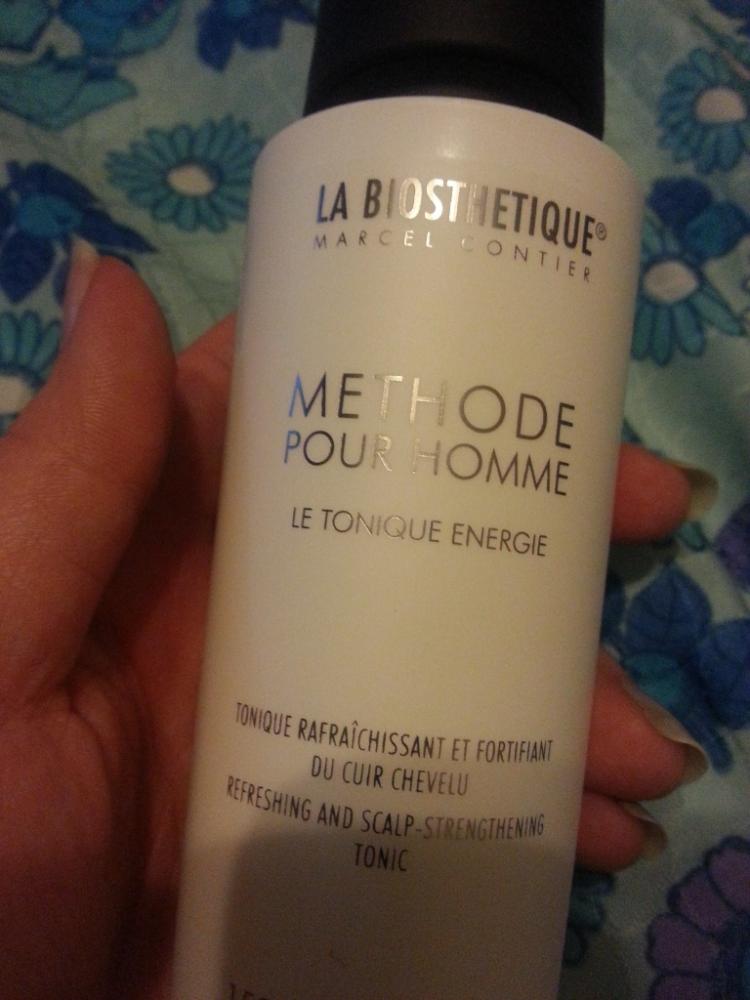 LA BIOSTHETIQUE®
MARCEL CONTIER
METHODE
POUR HOMME
LE TONIQUE ENERGIE
TONIQUE RAFRAÎCHISSANT ET FORTIFIANT
DU CUIR CHEVELU
REFRESHING AND SCALP-STRENGTHENING
TONIC